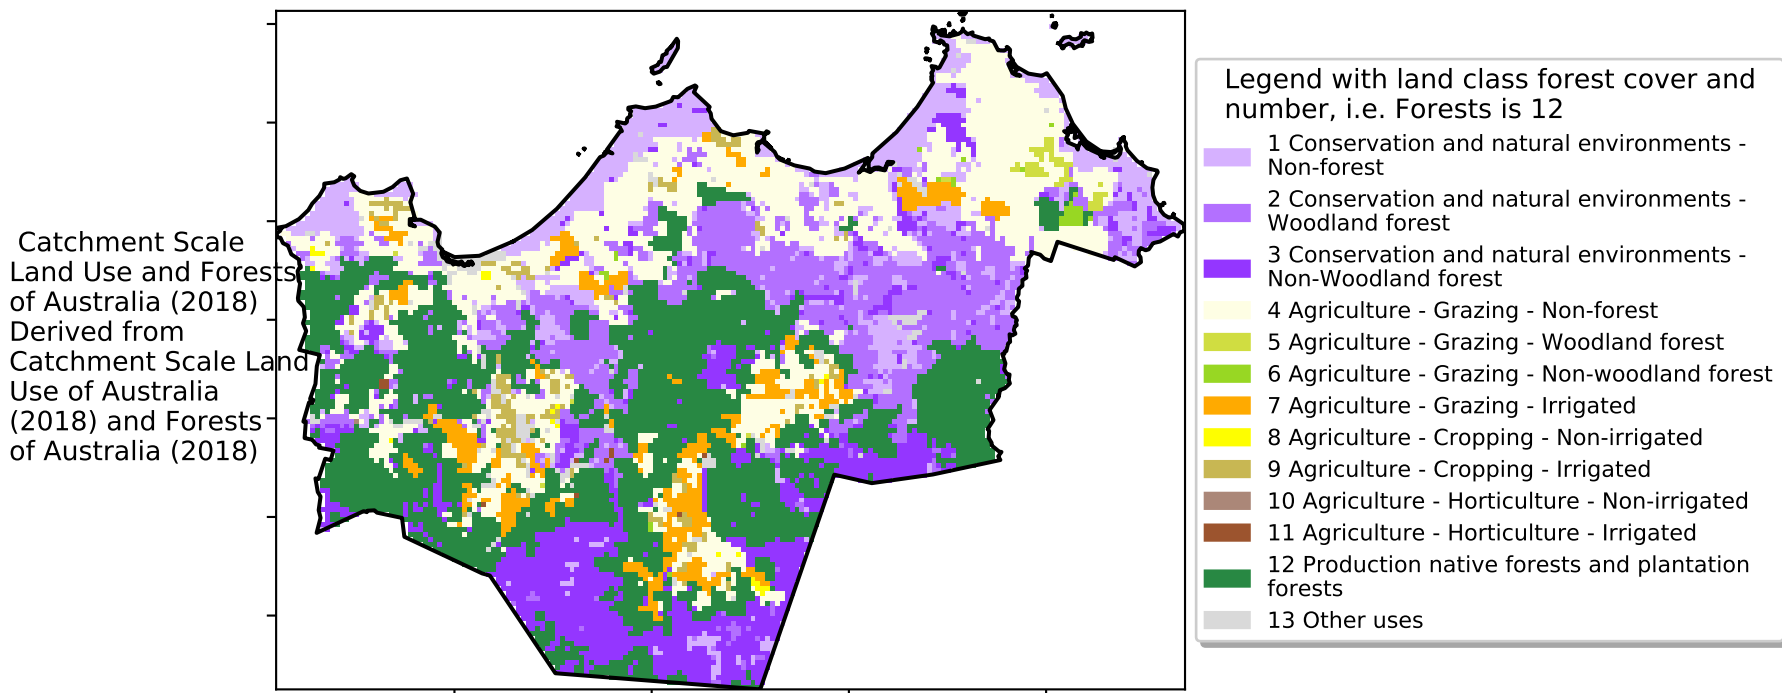 Catchment Scale
Land Use and Forests
of Australia (2018)
Derived from
Catchment Scale Land
Use of Australia
(2018) and Forests
of Australia (2018)
Legend with land class forest cover and
number, i.e. Forests is 12
1 Conservation and natural environments -
Non-forest
2 Conservation and natural environments -
Woodland forest
3 Conservation and natural environments -
Non-Woodland forest
4 Agriculture - Grazing - Non-forest
5 Agriculture - Grazing - Woodland forest
6 Agriculture - Grazing - Non-woodland forest
7 Agriculture - Grazing - Irrigated
8 Agriculture - Cropping - Non-irrigated
9 Agriculture - Cropping - Irrigated
10 Agriculture - Horticulture - Non-irrigated
11 Agriculture - Horticulture - Irrigated
12 Production native forests and plantation
forests
13 Other uses